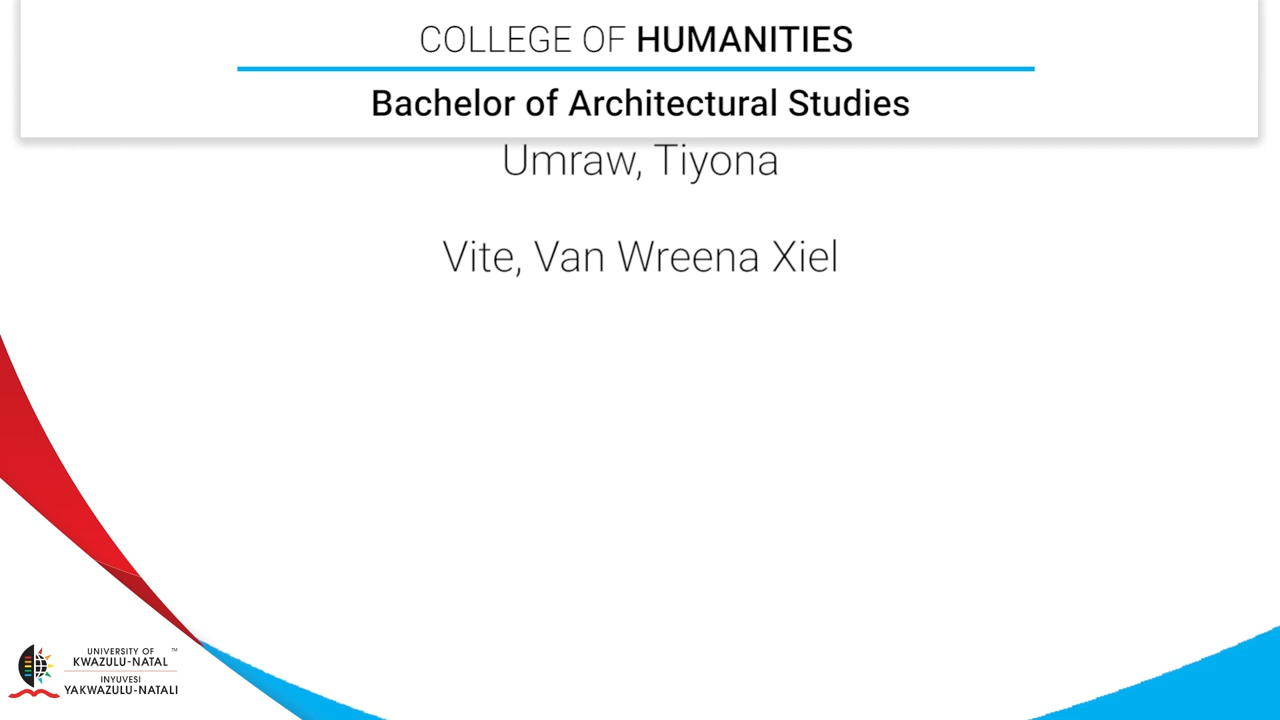 COLLEGE OF HUMANITIES
Bachelor of Architectural Studies
Umraw, Tiyona
Vite, Van Wreena Xiel
UNIVERSITY OF ™
KWAZULU-NATAL
INYUVESI
YAKWAZULU-NATALI